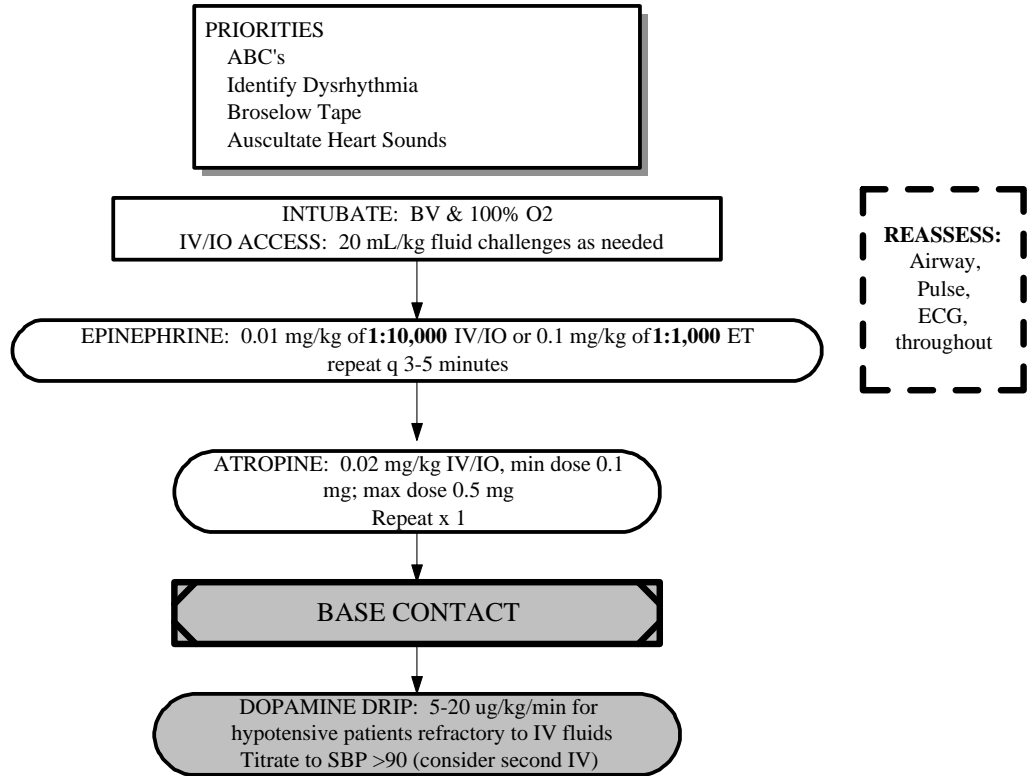 PRIORITIES
ABC's
Identify Dysrhythmia
Broselow Tape
Auscultate Heart Sounds
INTUBATE:  BV & 100% O2
IV/IO ACCESS:  20 mL/kg fluid challenges as needed
REASSESS:
Airway,
Pulse,
ECG,
throughout
EPINEPHRINE:  0.01 mg/kg of 1:10,000 IV/IO or 0.1 mg/kg of 1:1,000 ET
repeat q 3-5 minutes
ATROPINE:  0.02 mg/kg IV/IO, min dose 0.1
mg; max dose 0.5 mg
Repeat x 1
BASE CONTACT
DOPAMINE DRIP:  5-20 ug/kg/min for
hypotensive patients refractory to IV fluids
Titrate to SBP >90 (consider second IV)